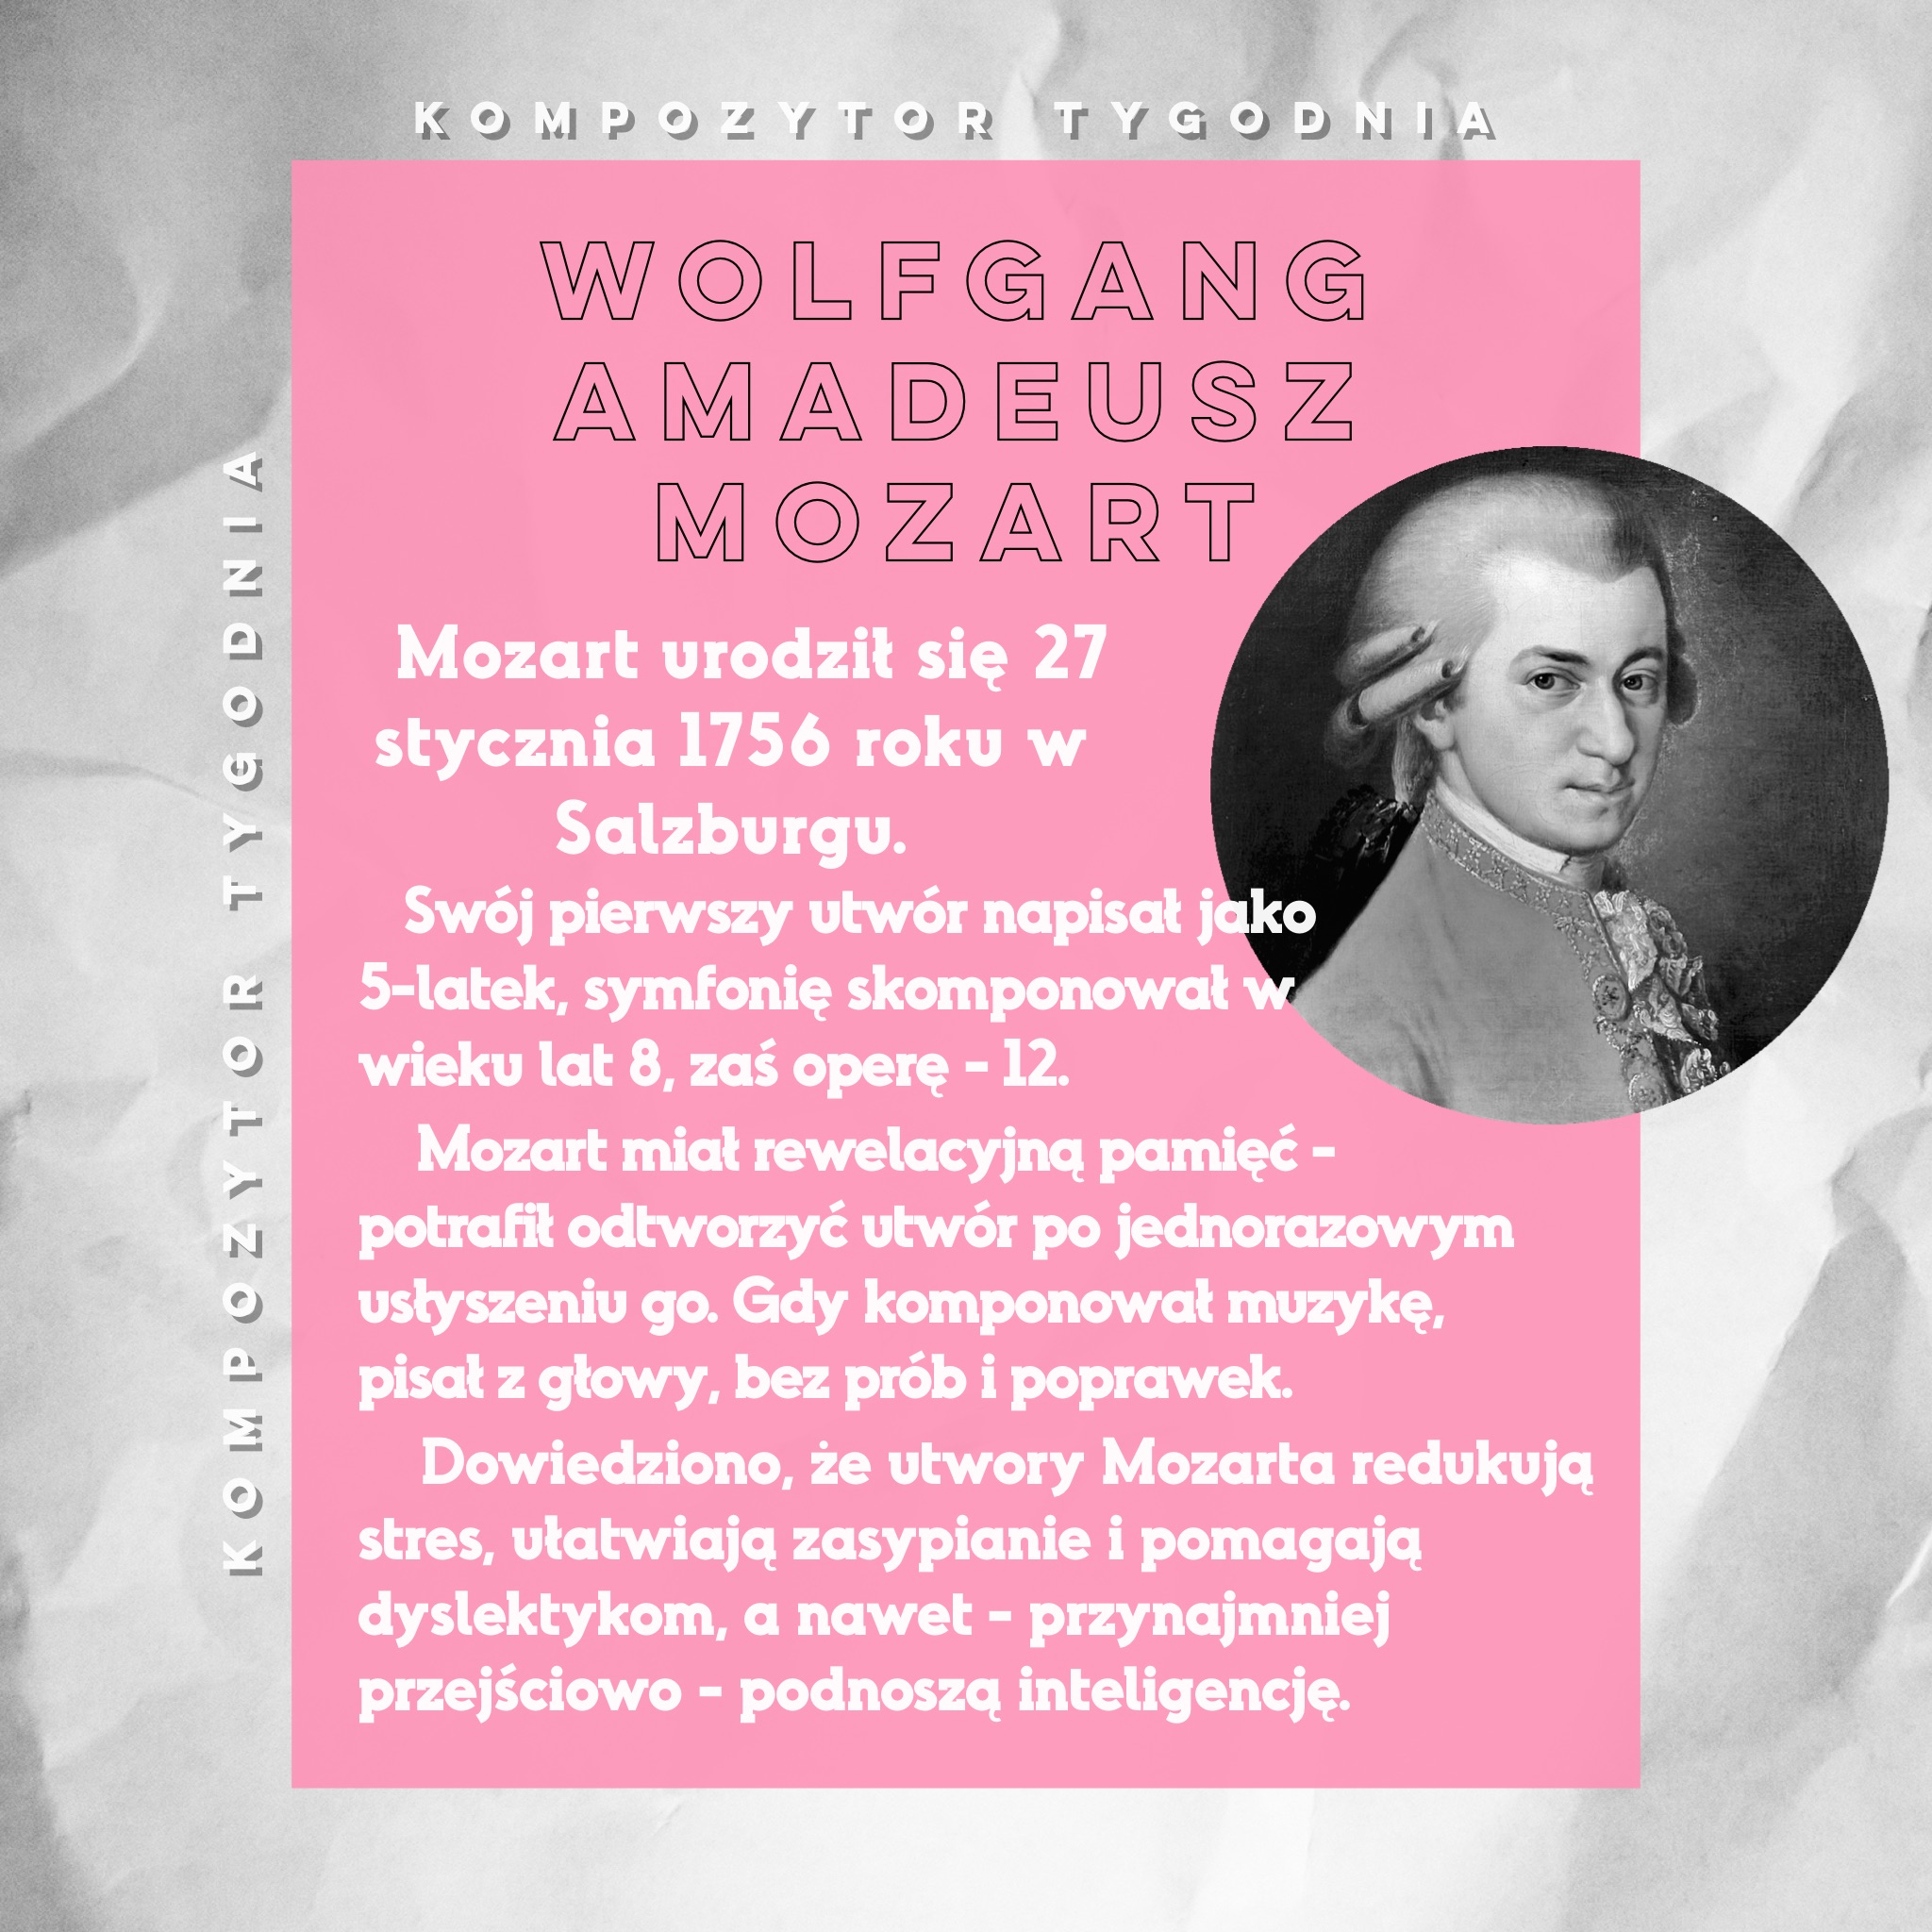 KOMPOZYTOR TYGODNIA
KOMPOZYTOR TYGODNIA
WOLFGANG
AMADEUSZ
MOZART
Mozart urodził się 27
stycznia 1756 roku w
Salzburgu.
Swój pierwszy utwór napisał jako
5-latek, symfonię skomponował w
wieku lat 8, zaś operę - 12.
Mozart miał rewelacyjną pamięć -
potrafił odtworzyć utwór po jednorazowym
usłyszeniu go. Gdy komponował muzykę,
pisał z głowy, bez prób i poprawek.
Dowiedziono, że utwory Mozarta redukują
stres, ułatwiają zasypianie i pomagają
dyslektykom, a nawet - przynajmniej
przejściowo - podnoszą inteligencję.